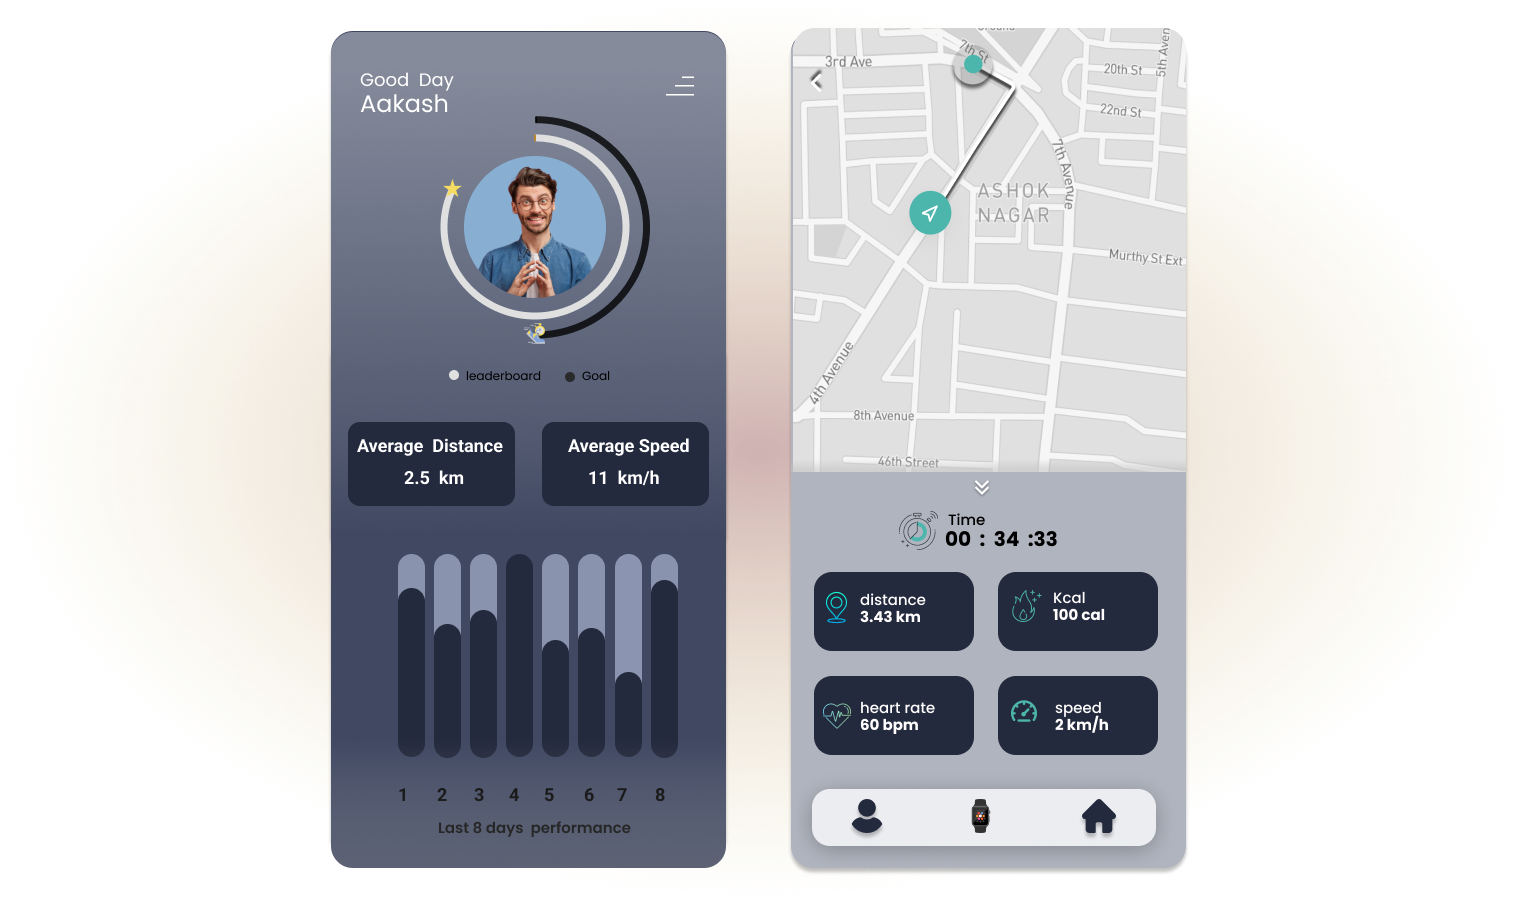 Good Day
Aakash
leaderboard
Goal
Average Distance
2.5 km
Average Speed
11 km/h
1 2 3 4 5 6 7 8
Last 8 days performance
7th St
3rd Ave
20th St
5th Aven
22nd St
7th Avenue
ASHOK
NAGAR
Murthy St Ext
4th Avenue
8th Avenue
46th Street
Time
00 : 34 :33
distance
3.43 km
Kcal
100 cal
heart rate
60 bpm
speed
2 km/h